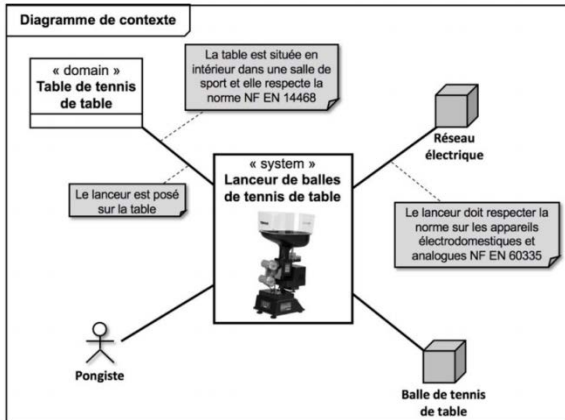 Diagramme de contexte
« domain »
Table de tennis
de table
La table est située en
intérieur dans une salle de
sport et elle respecte la
norme NF EN 14468
Réseau
électrique
Le lanceur est posé
sur la table
« system »
Lanceur de balles
de tennis de table
Le lanceur doit respecter la
norme sur les appareils
électrodomestiques et
analogues NF EN 60335
Pongiste
Balle de tennis
de table